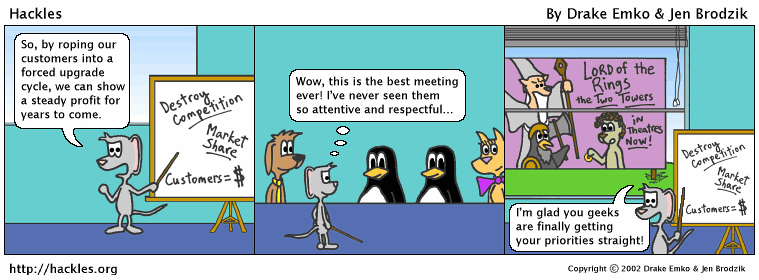 Hackles
By Drake Emko & Jen Brodzik
So, by roping our
customers into a
forced upgrade
cycle, we can show
a steady profit for
years to come.
Destroy
Competition
Market
Share
Customers = $
Wow, this is the best meeting
ever! I've never seen them
so attentive and respectful...
LORD of the
Rings
the Two Towers
in
Theatres
Now!
Destroy
Competition
Market
Share
Customers = $
I'm glad you geeks
are finally getting
your priorities straight!
http://hackles.org
Copyright © 2002 Drake Emko & Jen Brodzik